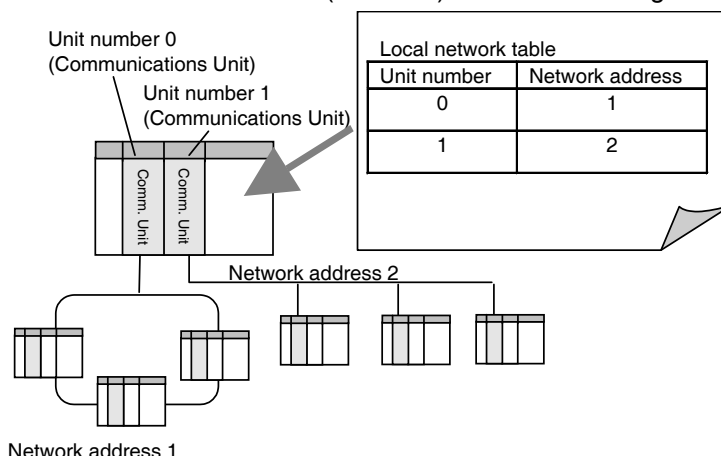 Unit number 0
(Communications Unit)
Unit number 1
(Communications Unit)
Local network table
Unit number Network address
0 1
1 2
Comm. Unit
Comm. Unit
Network address 2
Network address 1